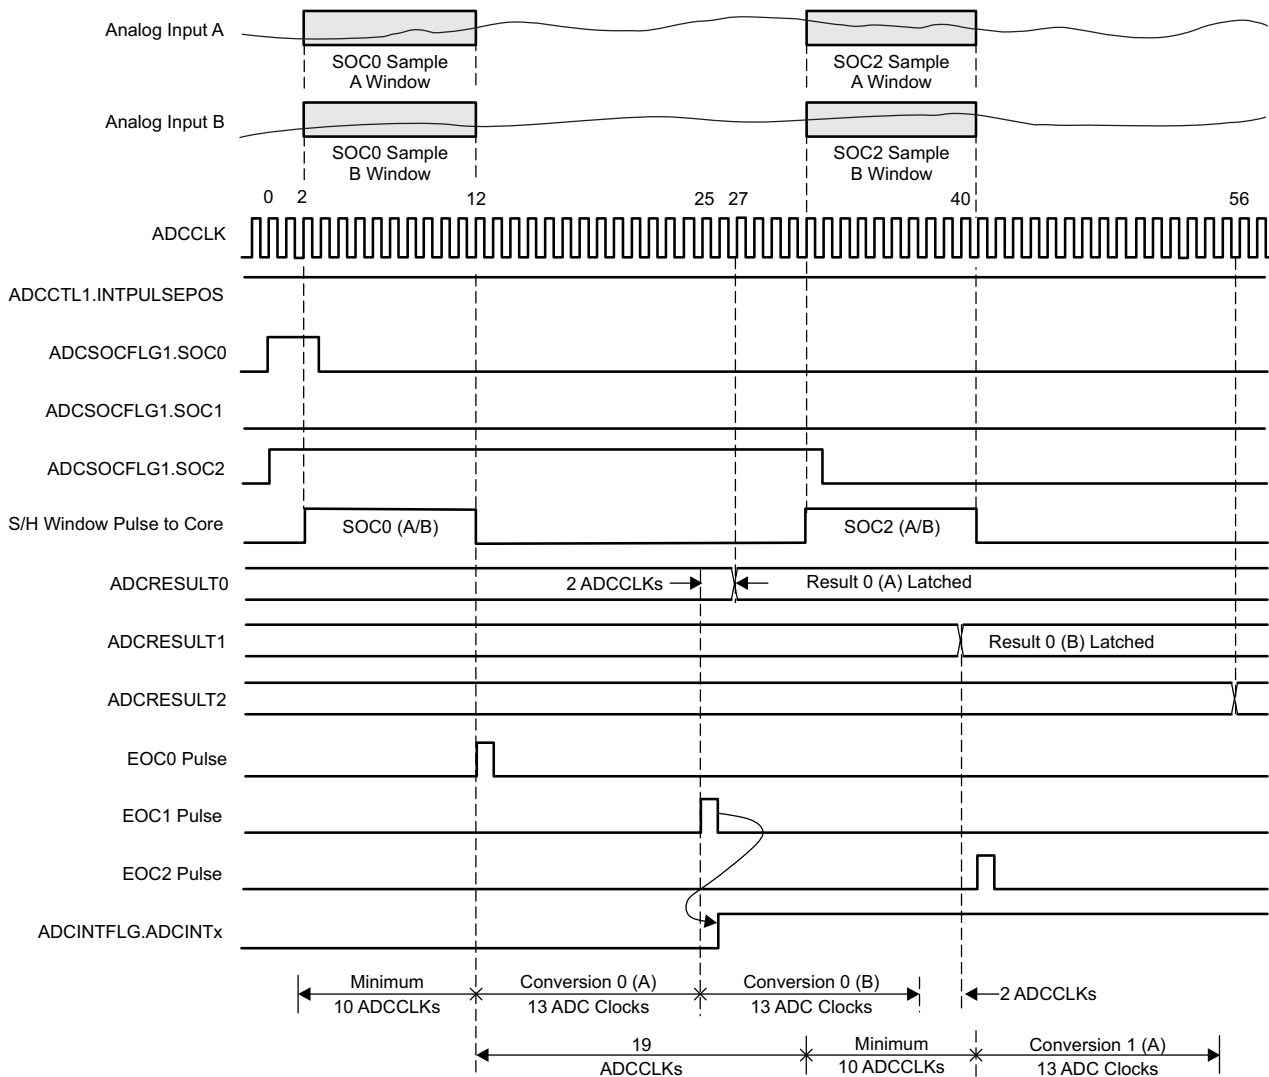 Analog Input A
SOC0 Sample
A Window
SOC2 Sample
A Window
Analog Input B
SOC0 Sample
B Window
SOC2 Sample
B Window
0 2 12 25 27 40 56
ADCCLK
ADCCTL1.INTPULSEPOS
ADCSOCFLG1.SOC0
ADCSOCFLG1.SOC1
ADCSOCFLG1.SOC2
S/H Window Pulse to Core
SOC0 (A/B)
SOC2 (A/B)
ADCRESULT0
2 ADCCLKs
Result 0 (A) Latched
ADCRESULT1
Result 0 (B) Latched
ADCRESULT2
EOC0 Pulse
EOC1 Pulse
EOC2 Pulse
ADCINTFLG.ADCINTx
Minimum
10 ADCCLKs
Conversion 0 (A)
13 ADC Clocks
Conversion 0 (B)
13 ADC Clocks
2 ADCCLKs
19
ADCCLKs
Minimum
10 ADCCLKs
Conversion 1 (A)
13 ADC Clocks